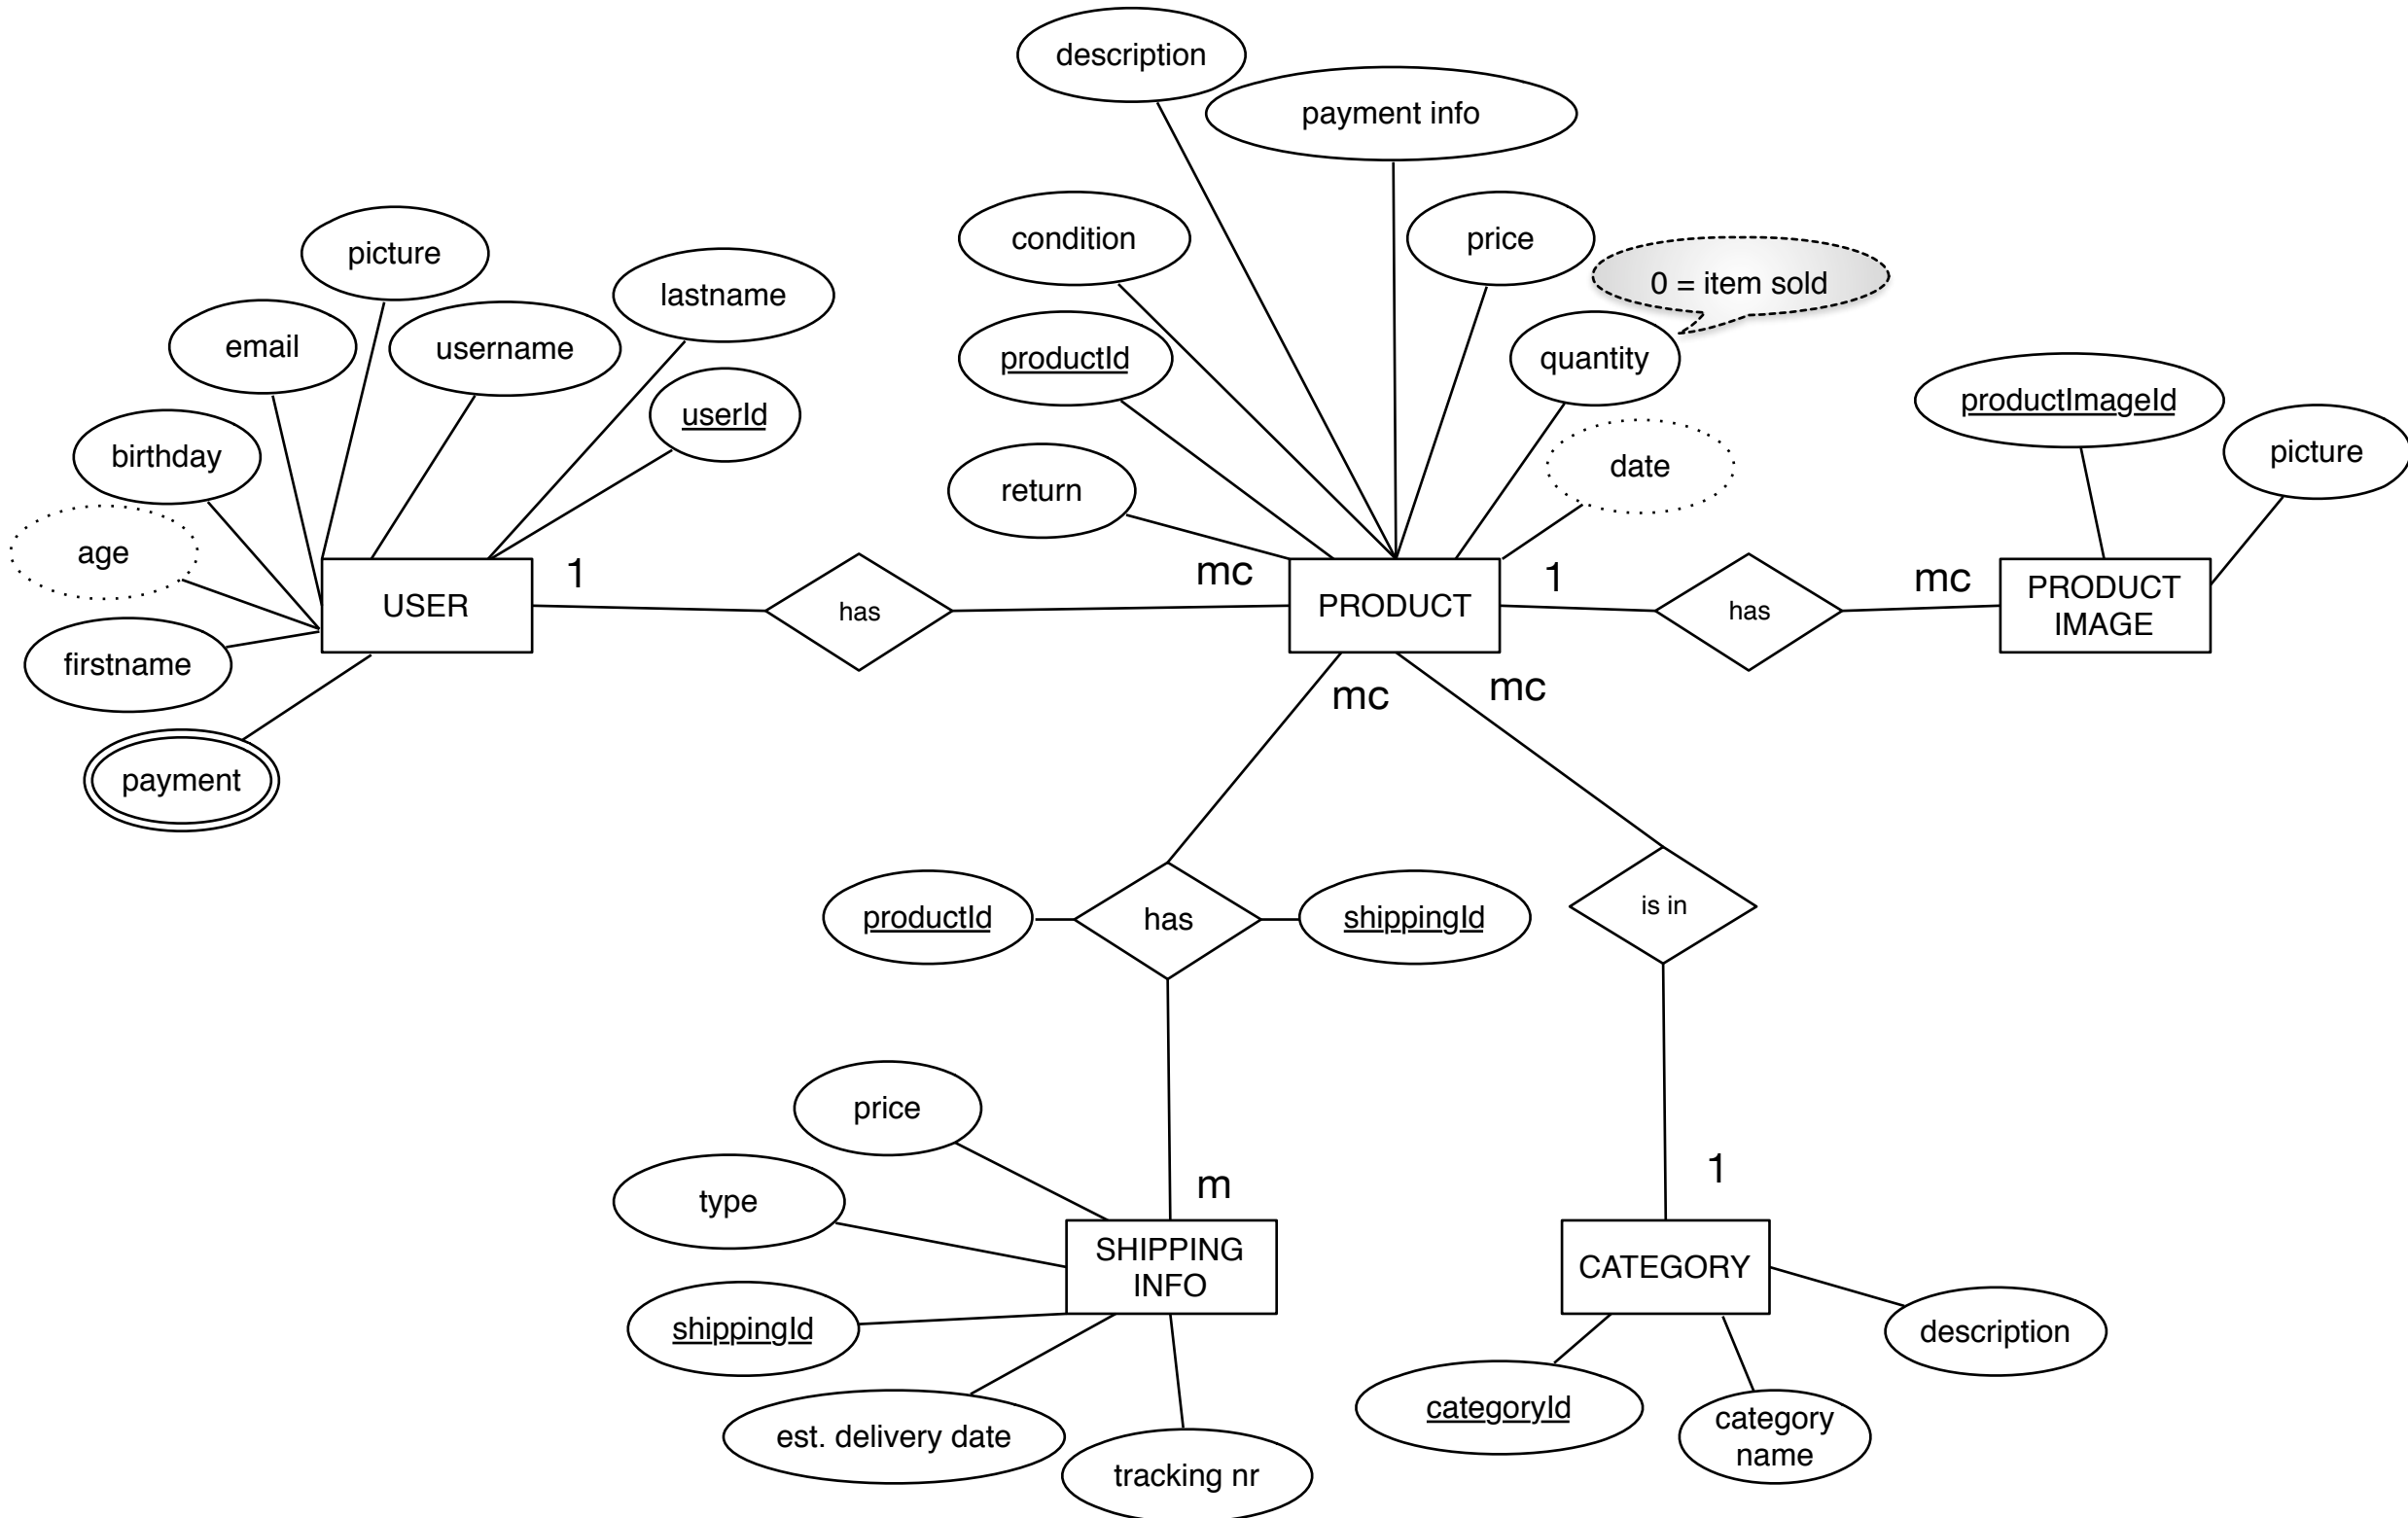 description
payment info
picture
condition
price
lastname
0 = item sold
email
username
productId
quantity
productImageId
userId
birthday
date
picture
return
age
USER
1
has
mc
PRODUCT
1
has
mc
PRODUCT
IMAGE
firstname
mc
mc
payment
productId
has
shippingId
is in
price
type
m
1
SHIPPING
INFO
CATEGORY
shippingId
description
categoryId
category
name
est. delivery date
tracking nr